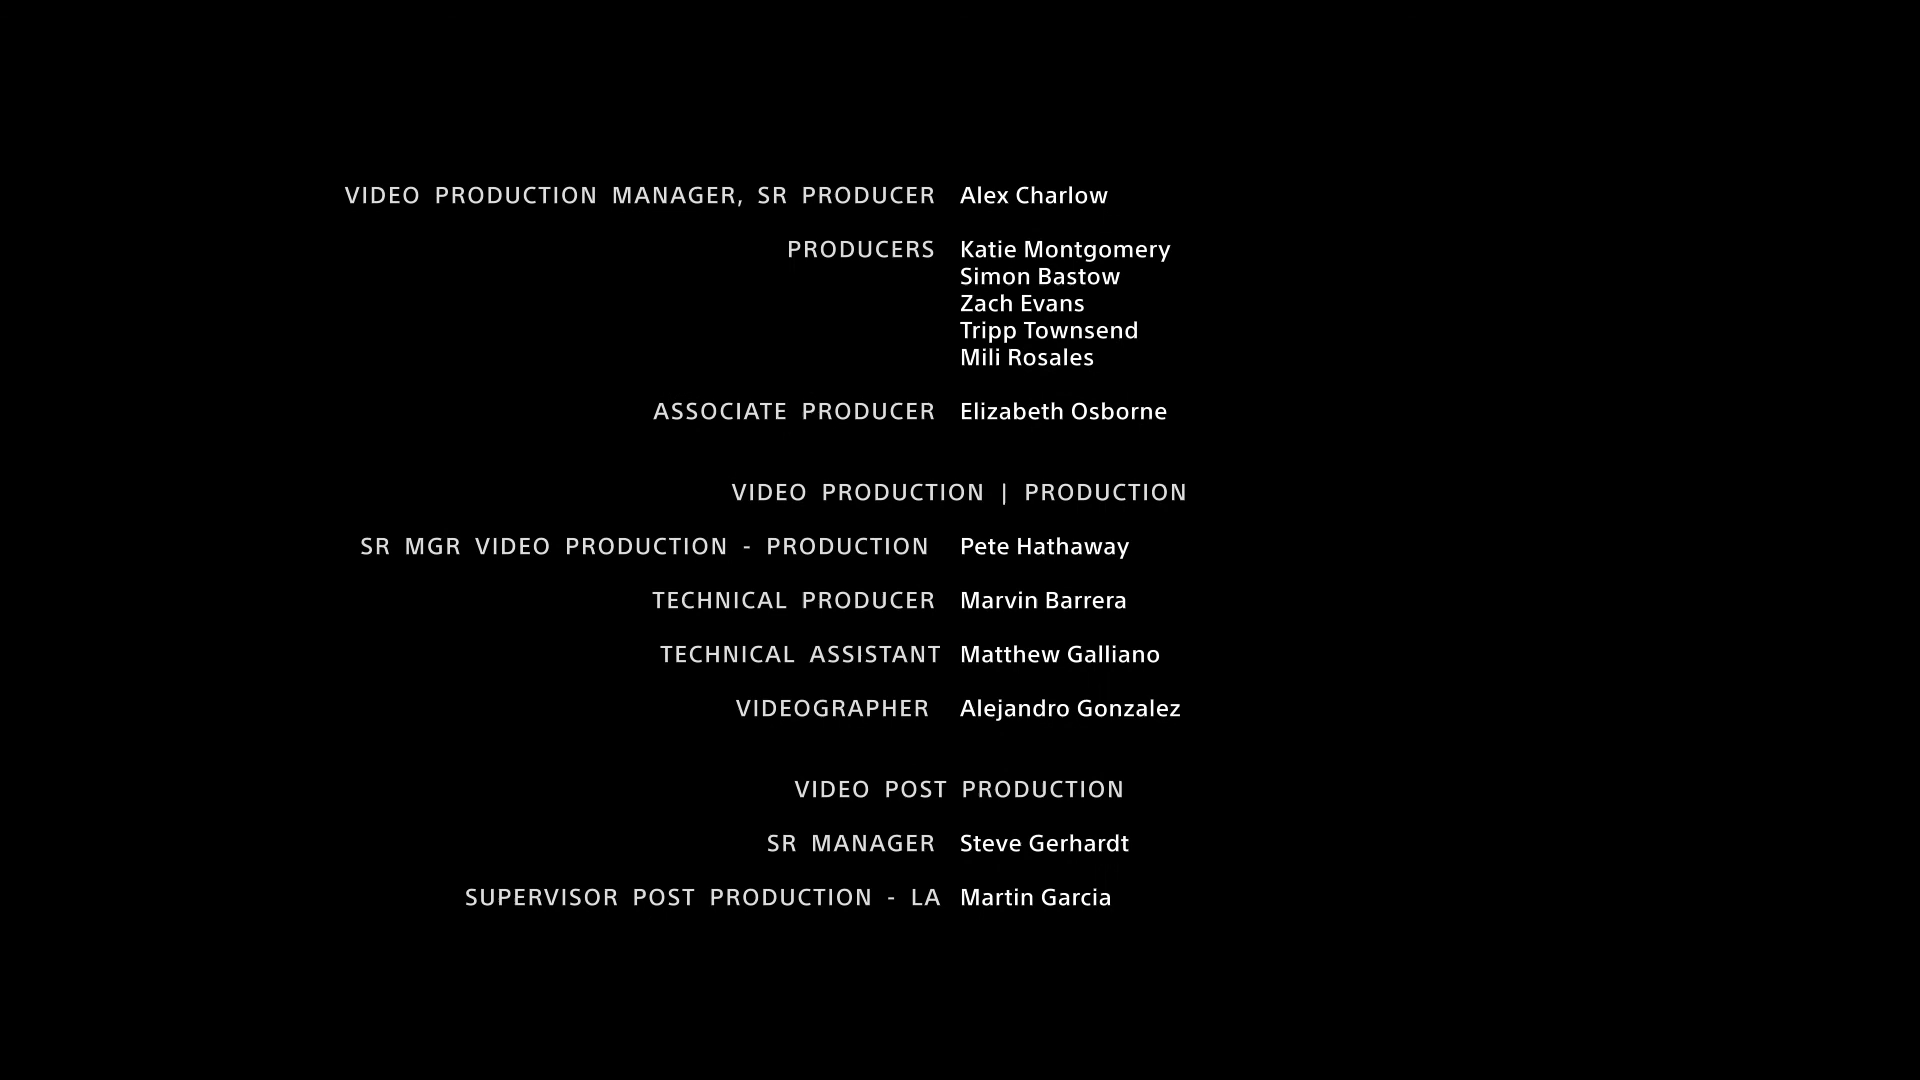 VIDEO PRODUCTION MANAGER, SR PRODUCER Alex Charlow
PRODUCERS Katie Montgomery
Simon Bastow
Zach Evans
Tripp Townsend
Mili Rosales
ASSOCIATE PRODUCER Elizabeth Osborne
VIDEO PRODUCTION | PRODUCTION
SR MGR VIDEO PRODUCTION - PRODUCTION Pete Hathaway
TECHNICAL PRODUCER Marvin Barrera
TECHNICAL ASSISTANT Matthew Galliano
VIDEOGRAPHER Alejandro Gonzalez
VIDEO POST PRODUCTION
SR MANAGER Steve Gerhardt
SUPERVISOR POST PRODUCTION - LA Martin Garcia